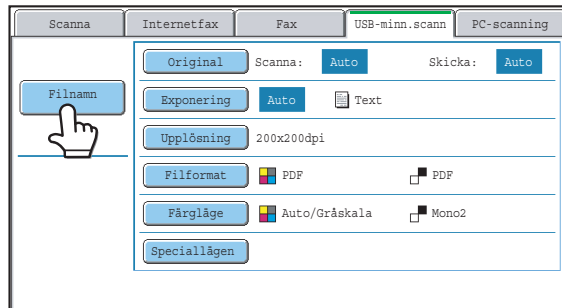 Scanna Internetfax Fax USB-minn.scann PC-scanning
Original Scanna: Auto Skicka: Auto
Filnamn
Exponering Auto Text
Upplösning 200x200dpi
Filformat PDF PDF
Färgläge Auto/Gråskala Mono2
Speciallägen